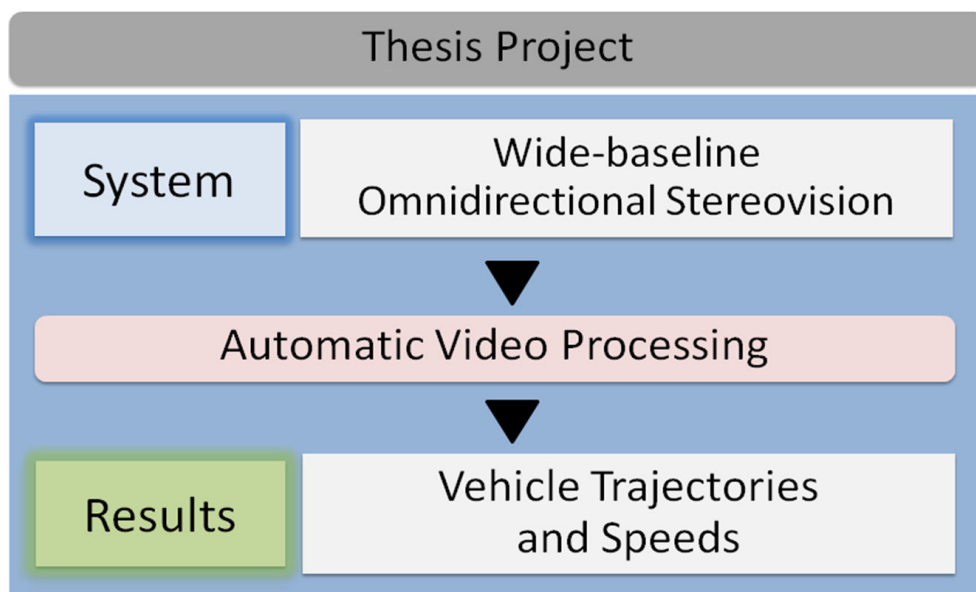 Thesis Project
System
Wide-baseline
Omnidirectional Stereovision
Automatic Video Processing
Results
Vehicle Trajectories
and Speeds